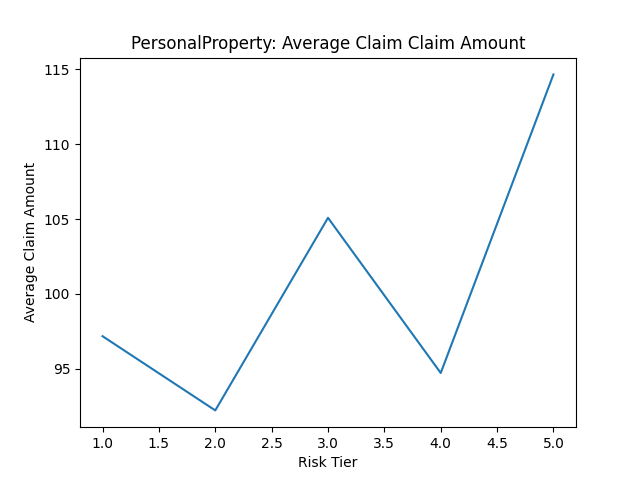 PersonalProperty: Average Claim Claim Amount
115
110
105
100
95
Average Claim Amount
1.0 1.5 2.0 2.5 3.0 3.5 4.0 4.5 5.0
Risk Tier